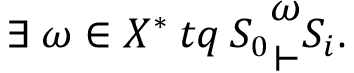 ∃ ω ∈ X* tq S₀ ⊢^ω Sᵢ.